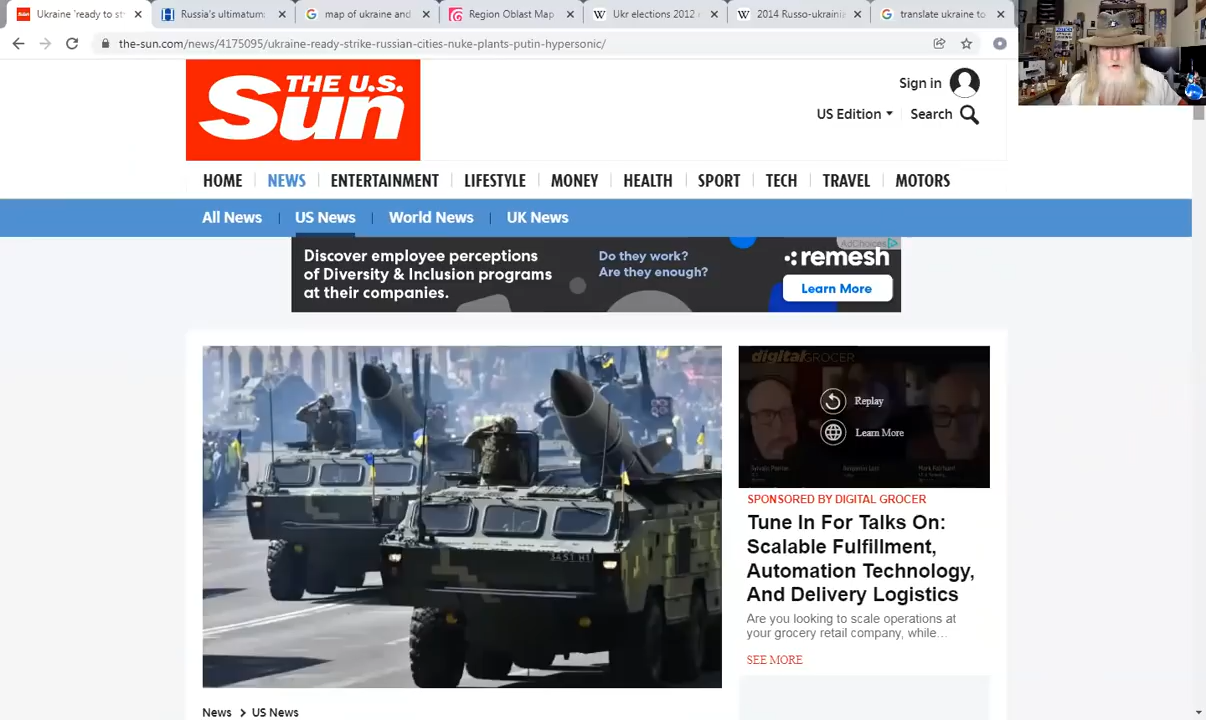 Ukraine 'ready to st
Russia's ultimatum:
map of ukraine and
Region Oblast Map
Ukr elections 2012
2014 Russo-ukrainia
translate ukraine to
the-sun.com/news/4175095/ukraine-ready-strike-russian-cities-nuke-plants-putin-hypersonic/
THE U.S.
Sun
Sign in
US Edition
Search
HOME
NEWS
ENTERTAINMENT
LIFESTYLE
MONEY
HEALTH
SPORT
TECH
TRAVEL
MOTORS
All News
US News
World News
UK News
Discover employee perceptions
of Diversity & Inclusion programs
at their companies.
Do they work?
Are they enough?
AdChoices
remesh
Learn More
digital GROCER
Replay
Learn More
SPONSORED BY DIGITAL GROCER
Tune In For Talks On:
Scalable Fulfillment,
Automation Technology,
And Delivery Logistics
Are you looking to scale operations at
your grocery retail company, while...
SEE MORE
News > US News